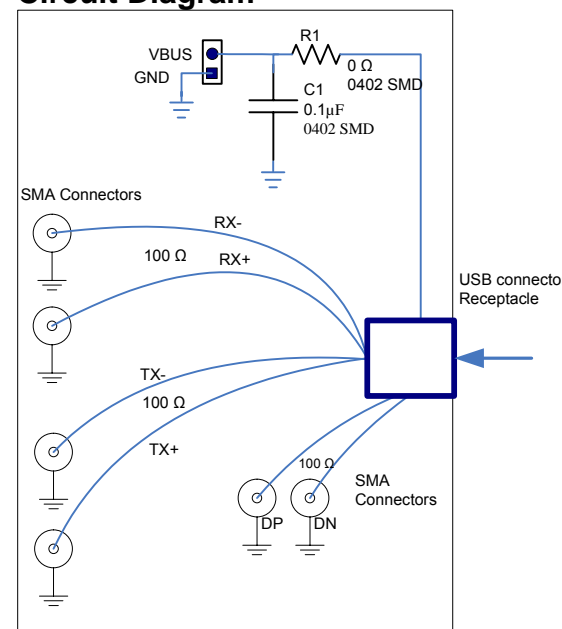 Circuit Diagram
R1
VBUS
0 Ω
GND
0402 SMD
C1
0.1µF
0402 SMD
SMA Connectors
RX-
100 Ω
RX+
USB connecto
Receptacle
TX-
100 Ω
TX+
100 Ω
SMA
Connectors
DP
DN